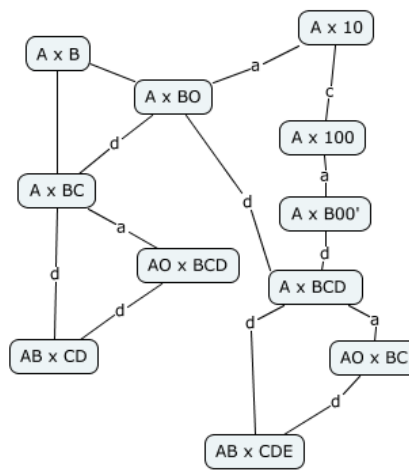 A x 10
A x B
a
A x BO
c
A x 100
d
a
A x BC
d
A x B00'
a
d
AO x BCD
d
A x BCD
d
d
a
AB x CD
AO x BC
d
AB x CDE